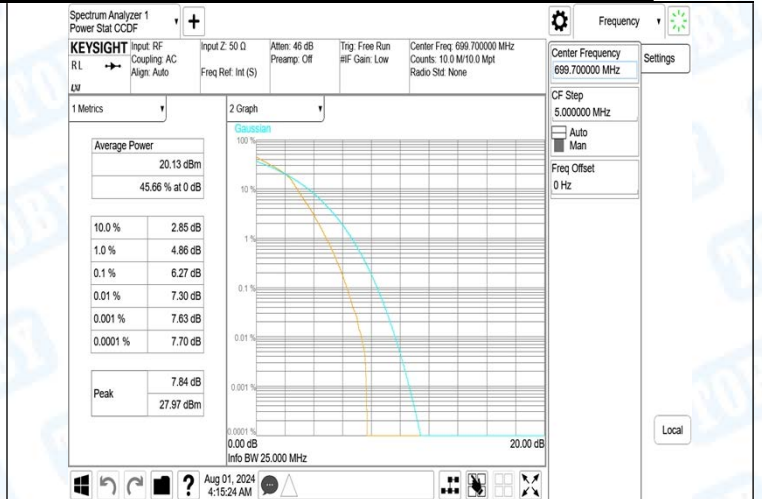 Spectrum Analyzer 1
Power Stat CCDF
Frequency
KEYSIGHT
RL
Input: RF
Coupling: AC
Align: Auto
Input Z: 50 Ω
Freq Ref: Int (S)
Atten: 46 dB
Preamp: Off
Trig: Free Run
#IF Gain: Low
Center Freq: 699.700000 MHz
Counts: 10.0 M/10.0 Mpt
Radio Std: None
Center Frequency
699.700000 MHz
Settings
CF Step
5.000000 MHz
Auto
Man
Freq Offset
0 Hz
1 Metrics
Average Power
20.13 dBm
45.66 % at 0 dB
10.0 % 2.85 dB
1.0 % 4.86 dB
0.1 % 6.27 dB
0.01 % 7.30 dB
0.001 % 7.63 dB
0.0001 % 7.70 dB
Peak
7.84 dB
27.97 dBm
2 Graph
Gaussian
100 %
10 %
1 %
0.1 %
0.01 %
0.001 %
0.0001 %
0.00 dB 20.00 dB
Info BW 25.000 MHz
Local
? Aug 01, 2024
4:15:24 AM